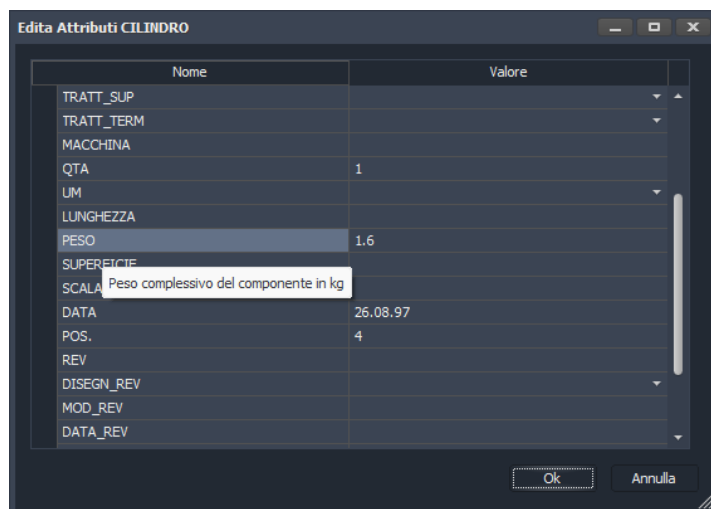 Edita Attributi CILINDRO
Nome Valore
TRATT_SUP
TRATT_TERM
MACCHINA
QTA 1
UM
LUNGHEZZA
PESO 1.6
SUPERFICIE
Peso complessivo del componente in kg
SCALA
DATA 26.08.97
POS. 4
REV
DISEGN_REV
MOD_REV
DATA_REV
Ok Annulla